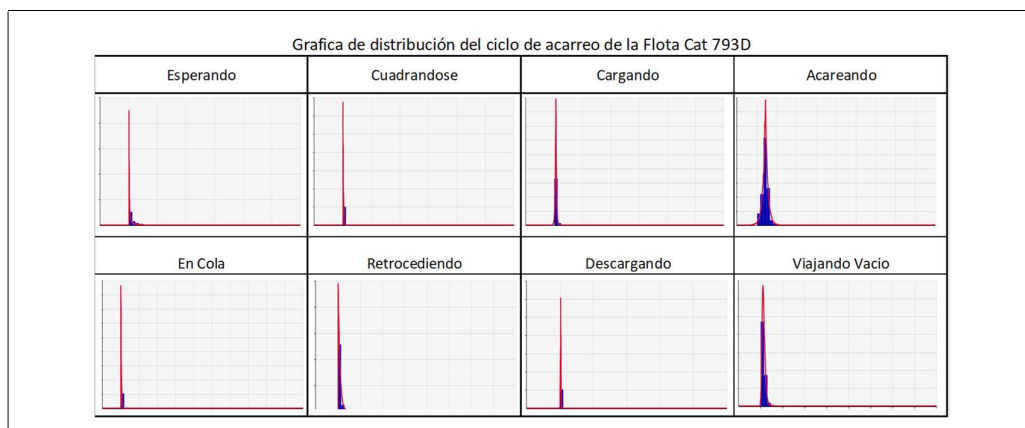 Grafica de distribución del ciclo de acarreo de la Flota Cat 793D
Esperando
Cuadrandose
Cargando
Acareando
En Cola
Retrocediendo
Descargando
Viajando Vacio